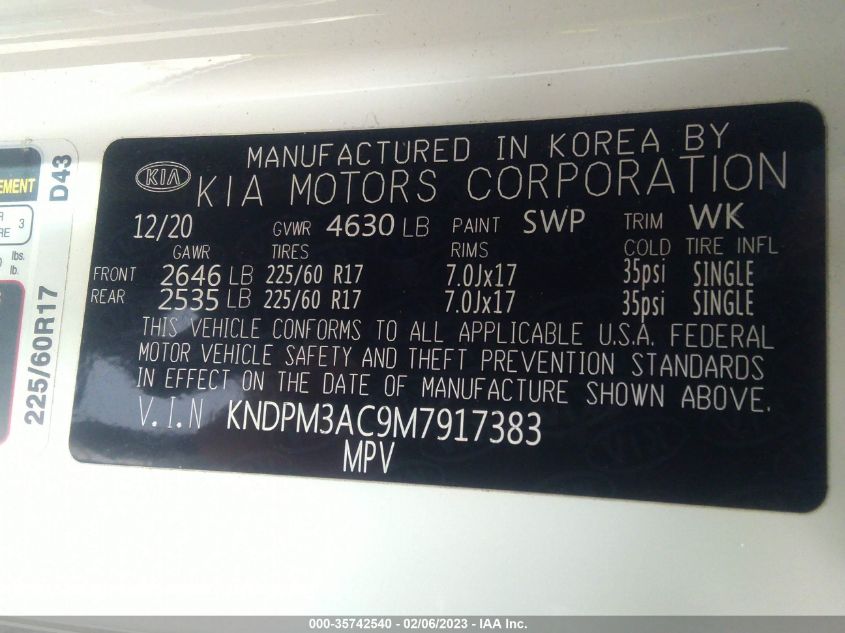 MANUFACTURED IN KOREA BY
KIA KIA MOTORS CORPORATION
12/20 GVWR 4630 LB PAINT SWP TRIM WK
GAWR TIRES RIMS COLD TIRE INFL
FRONT 2646 LB 225/60 R17 7.0Jx17 35psi SINGLE
REAR 2535 LB 225/60 R17 7.0Jx17 35psi SINGLE
THIS VEHICLE CONFORMS TO ALL APPLICABLE U.S.A. FEDERAL
MOTOR VEHICLE SAFETY AND THEFT PREVENTION STANDARDS
IN EFFECT ON THE DATE OF MANUFACTURE SHOWN ABOVE.
V.I.N KNDPM3AC9M7917383
MPV
EMENT
3
lbs.
lb.
D43
225/60R17
000-35742540 - 02/06/2023 - IAA Inc.